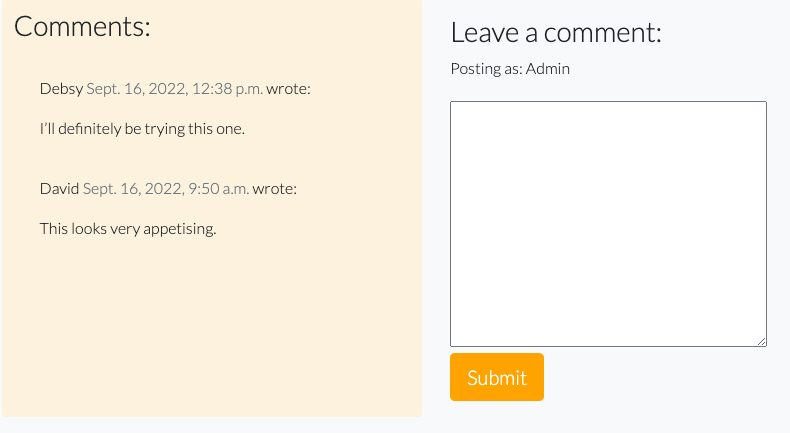 Comments:
Debsy Sept. 16, 2022, 12:38 p.m. wrote:
I'll definitely be trying this one.
David Sept. 16, 2022, 9:50 a.m. wrote:
This looks very appetising.
Leave a comment:
Posting as: Admin
Submit